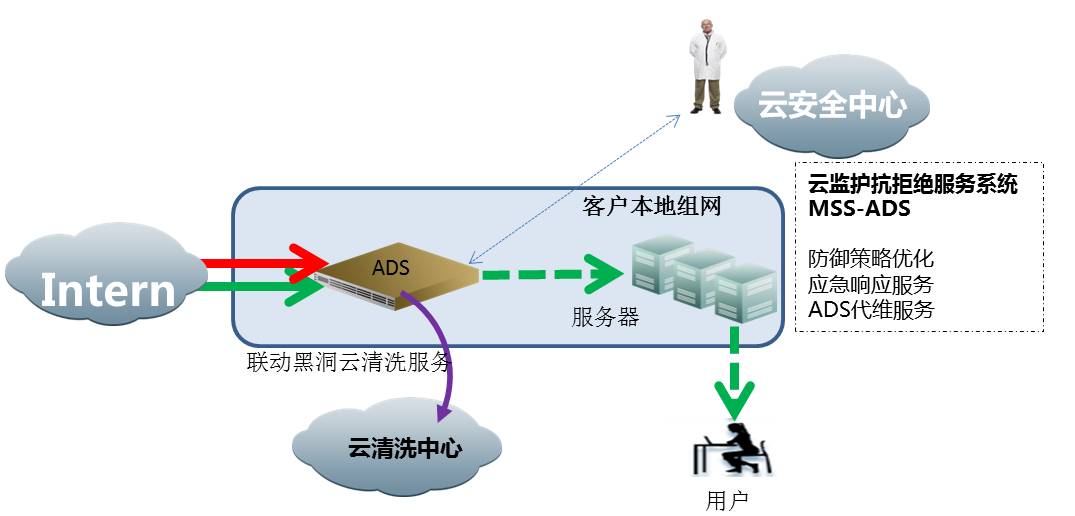 云安全中心
云监护抗拒绝服务系统
MSS-ADS
防御策略优化
应急响应服务
ADS代维服务
客户本地组网
Intern
ADS
服务器
联动黑洞云清洗服务
云清洗中心
用户